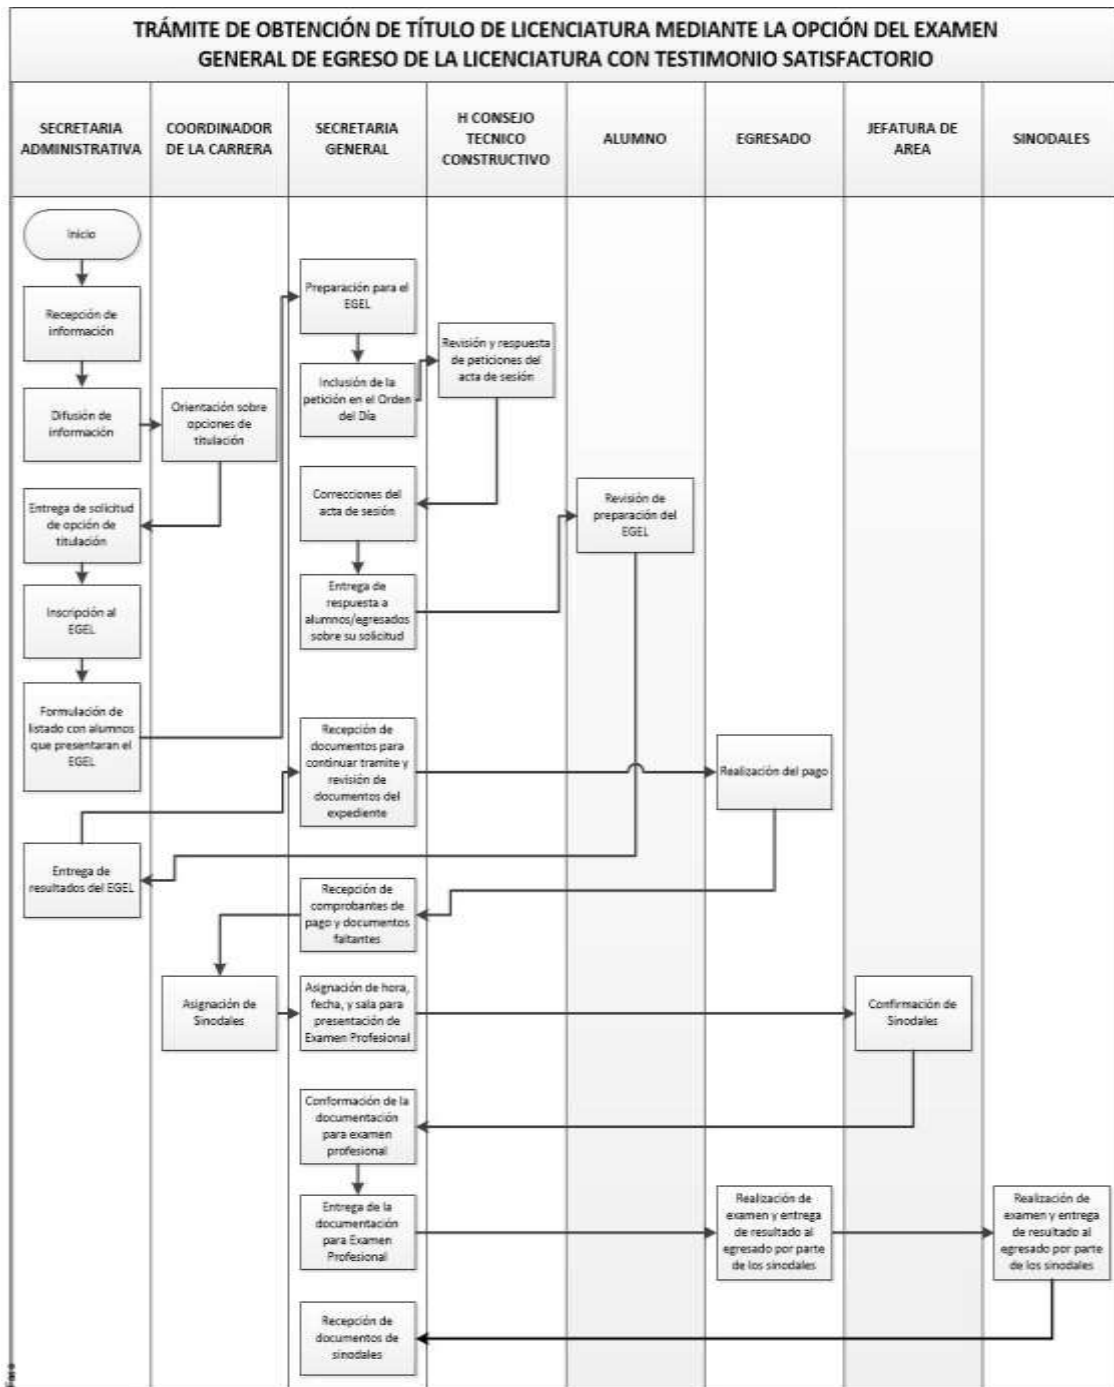 TRÁMITE DE OBTENCIÓN DE TÍTULO DE LICENCIATURA MEDIANTE LA OPCIÓN DEL EXAMEN
GENERAL DE EGRESO DE LA LICENCIATURA CON TESTIMONIO SATISFACTORIO
SECRETARIA
ADMINISTRATIVA
COORDINADOR
DE LA CARRERA
SECRETARIA
GENERAL
H CONSEJO
TECNICO
CONSTRUCTIVO
ALUMNO
EGRESADO
JEFATURA DE
AREA
SINODALES
Inicio
Recepción de
información
Difusión de
información
Orientación sobre
opciones de
titulación
Entrega de solicitud
de opción de
titulación
Inscripción al
EGEL
Formulación de
listado con alumnos
que presentaran el
EGEL
Preparación para el
EGEL
Inclusión de la
petición en el Orden
del Día
Revisión y respuesta
de peticiones del
acta de sesión
Correcciones del
acta de sesión
Entrega de
respuesta a
alumnos/egresados
sobre su solicitud
Revisión de
preparación del
EGEL
Entrega de
resultados del EGEL
Recepción de
documentos para
continuar tramite y
revisión de
documentos del
expediente
Realización del pago
Recepción de
comprobantes de
pago y documentos
faltantes
Asignación de
Sinodales
Asignación de hora,
fecha, y sala para
presentación de
Examen Profesional
Confirmación de
Sinodales
Conformación de la
documentación
para examen
profesional
Entrega de la
documentación
para Examen
Profesional
Realización de
examen y entrega
de resultado al
egresado por parte
de los sinodales
Realización de
examen y entrega
de resultado al
egresado por parte
de los sinodales
Recepción de
documentos de
sinodales
Fase